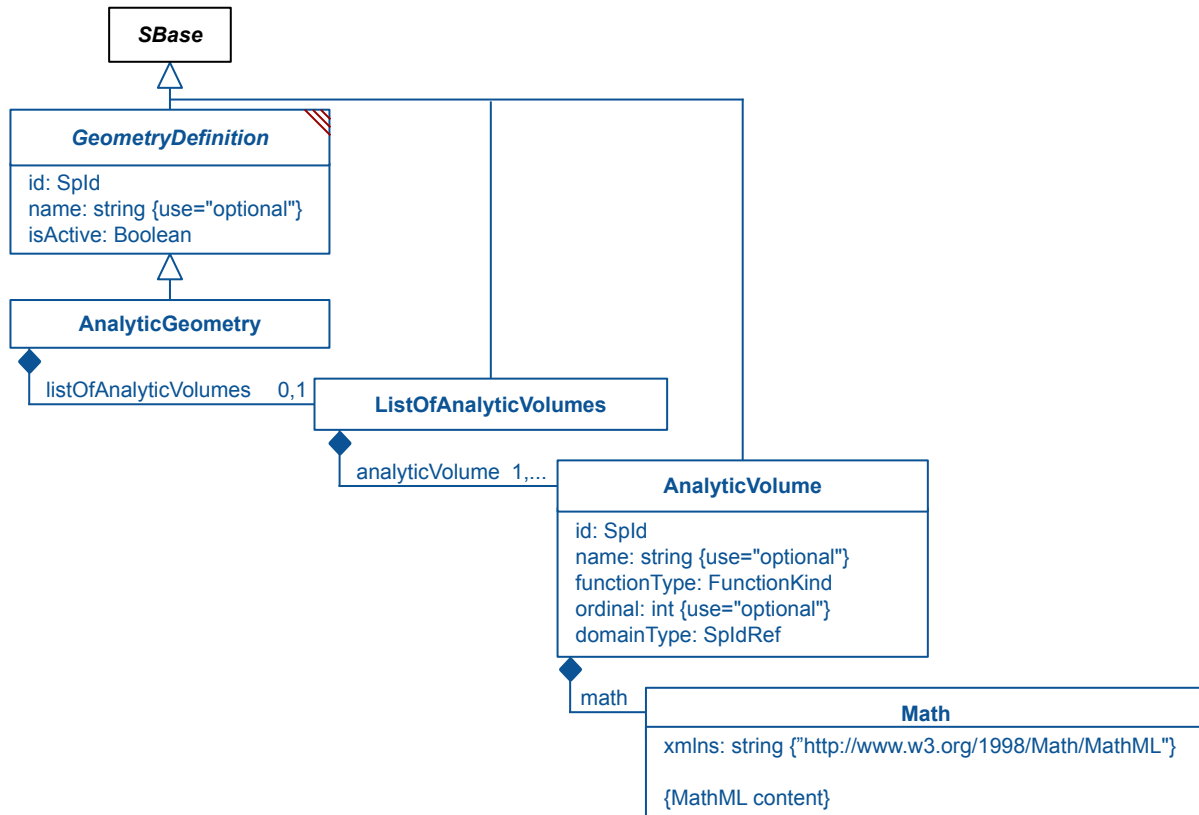 SBase
GeometryDefinition
id: SpId
name: string {use="optional"}
isActive: Boolean
AnalyticGeometry
listOfAnalyticVolumes 0,1
ListOfAnalyticVolumes
analyticVolume 1,...
AnalyticVolume
id: SpId
name: string {use="optional"}
functionType: FunctionKind
ordinal: int {use="optional"}
domainType: SpIdRef
math
Math
xmlns: string {”http://www.w3.org/1998/Math/MathML"}
{MathML content}